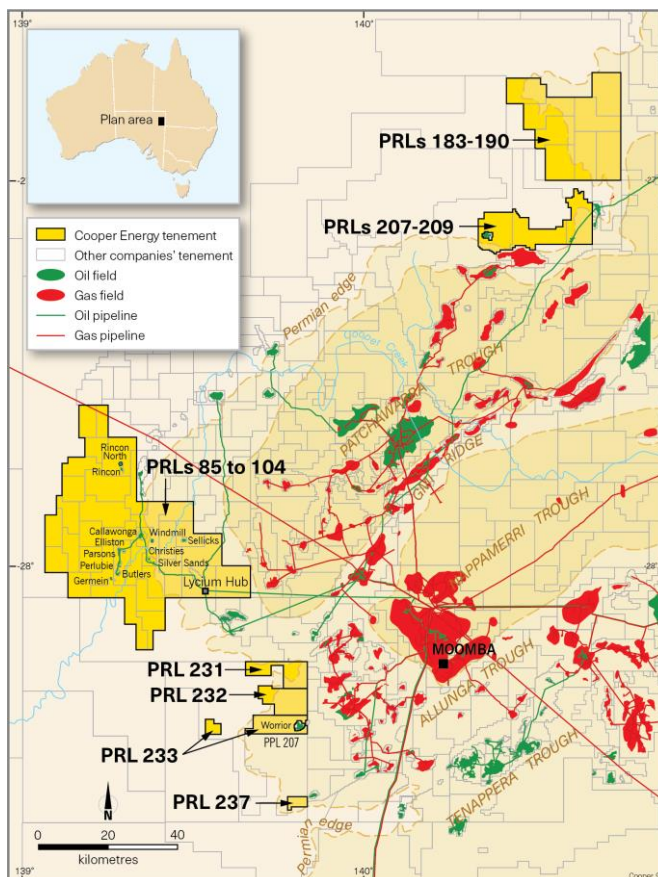 139°
140°
Plan area
PRLs 183-190
PRLs 207-209
Cooper Energy tenement
Other companies' tenement
Oil field
Gas field
Oil pipeline
Gas pipeline
Permian edge
PATCHAWARRA TROUGH
GMI RIDGE
Rincon
North
Rincon
PRLs 85 to 104
NAPPAMERRI TROUGH
Callawonga
Windmill
Elliston
Sellicks
Parsons
Christies
Perlubie
Silver Sands
Germein
Butlers
Lycium Hub
28°
28°
MOOMBA
PRL 231
ALLUNGA TROUGH
PRL 232
Worrior
PRL 233
PPL 207
TENAPPERA TROUGH
PRL 237
N
Permian edge
0 20 40
kilometres
139°
140°